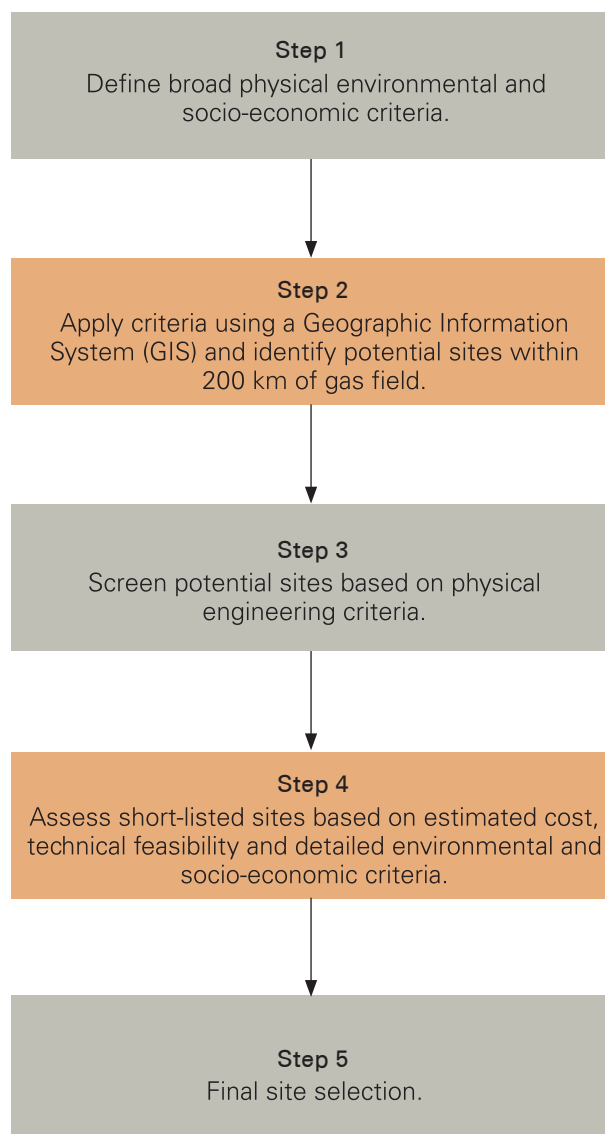 Step 1
Define broad physical environmental and
socio-economic criteria.
Step 2
Apply criteria using a Geographic Information
System (GIS) and identify potential sites within
200 km of gas field.
Step 3
Screen potential sites based on physical
engineering criteria.
Step 4
Assess short-listed sites based on estimated cost,
technical feasibility and detailed environmental and
socio-economic criteria.
Step 5
Final site selection.